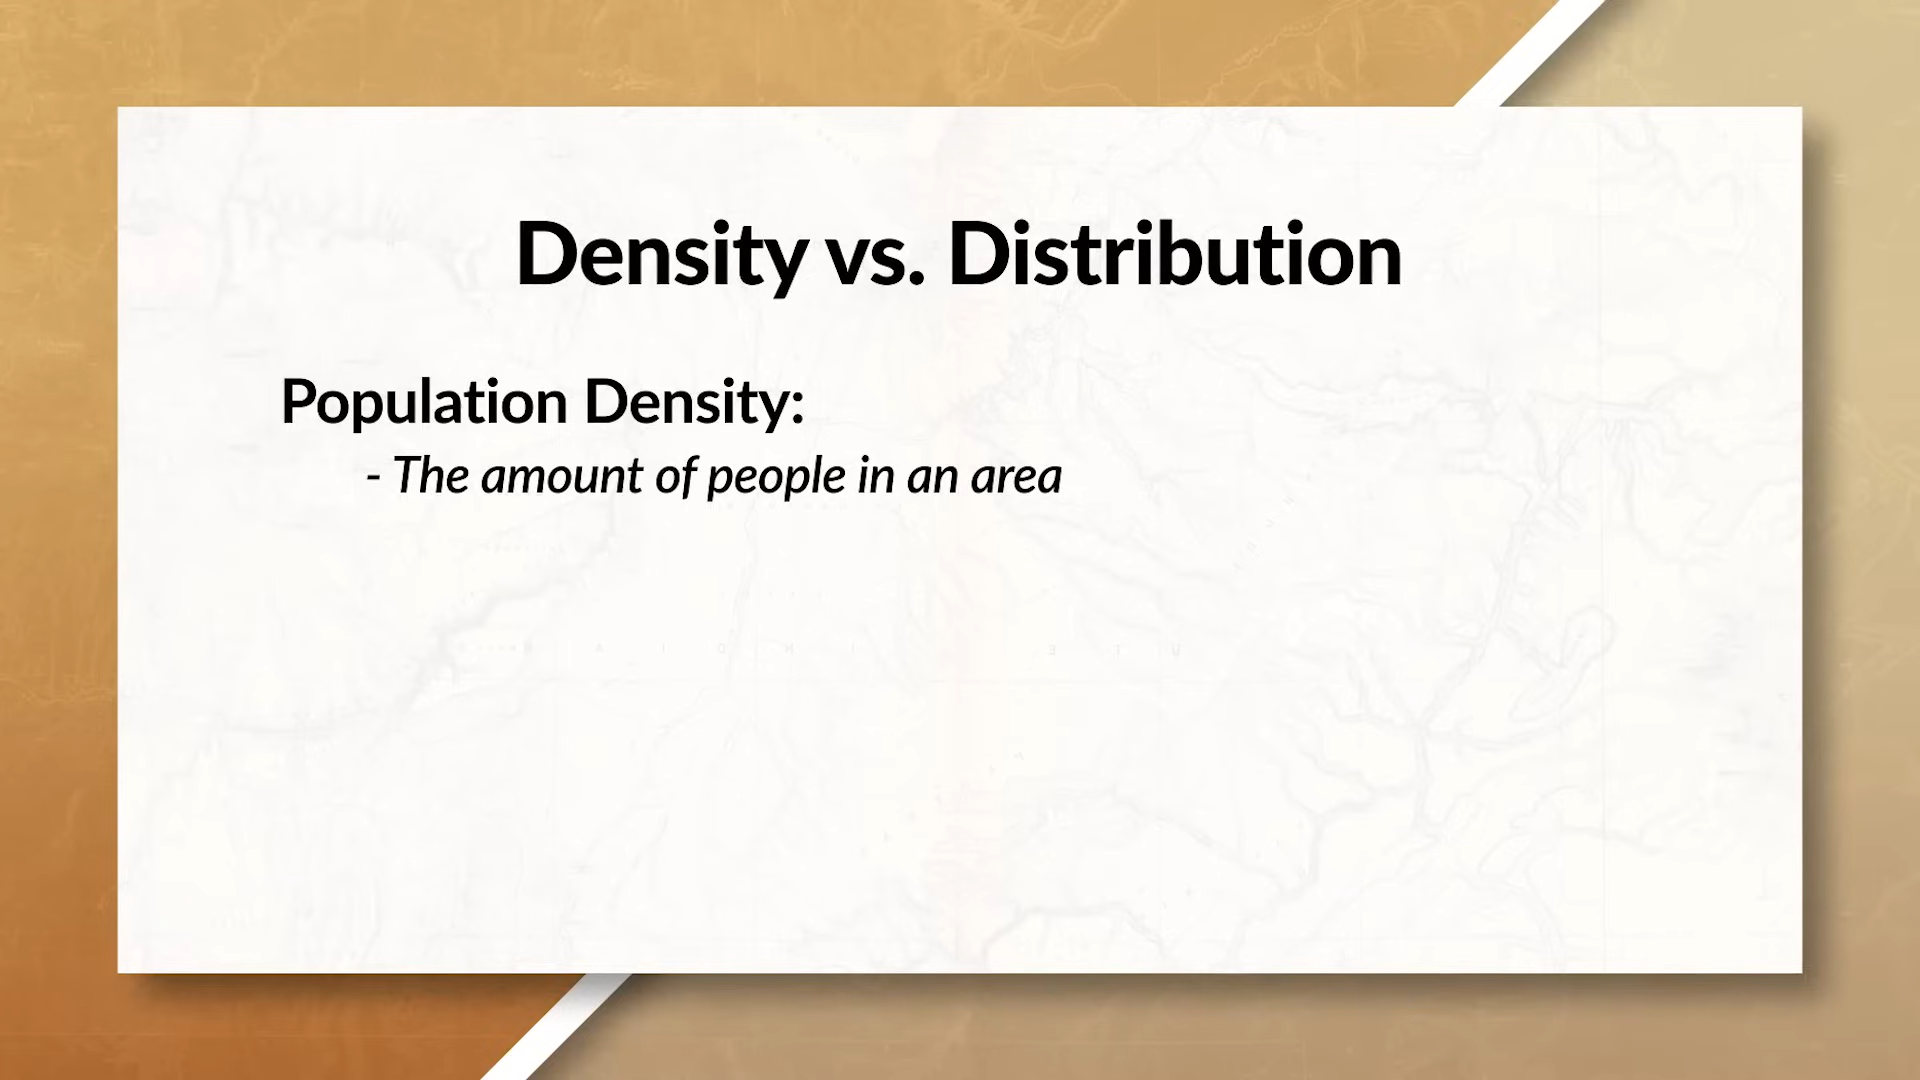 Density vs. Distribution
Population Density:
- The amount of people in an area